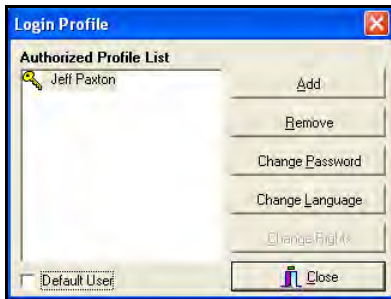 Login Profile
Authorized Profile List
Jeff Paxton
Add
Remove
Change Password
Change Language
Change Rights
Default User
Close